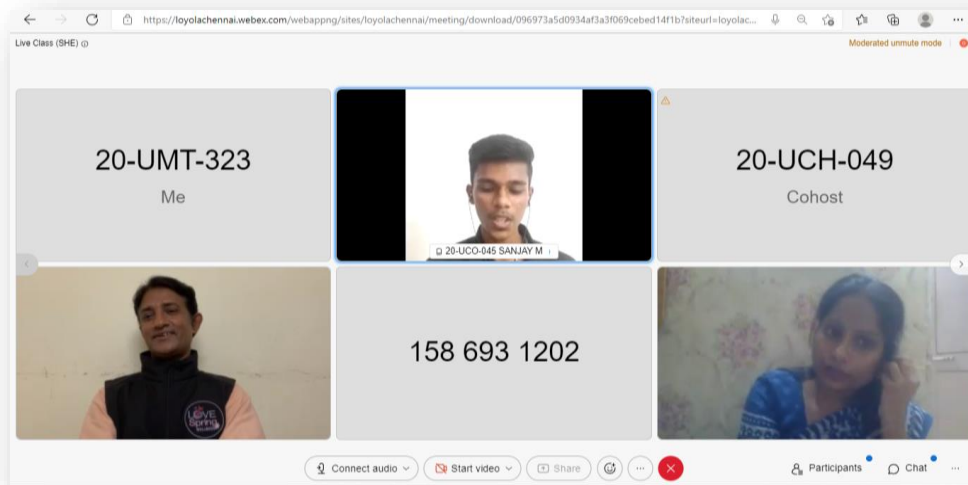 https://loyolachennai.webex.com/webappng/sites/loyolachennai/meeting/download/096973a5d0934af3a3f069cebed14f1b?siteurl=loyolac...
Live Class (SHE)
Moderated unmute mode
20-UMT-323
Me
20-UCO-045 SANJAY M
20-UCH-049
Cohost
LOVE
Spring
158 693 1202
Connect audio
Start video
Share
Participants
Chat